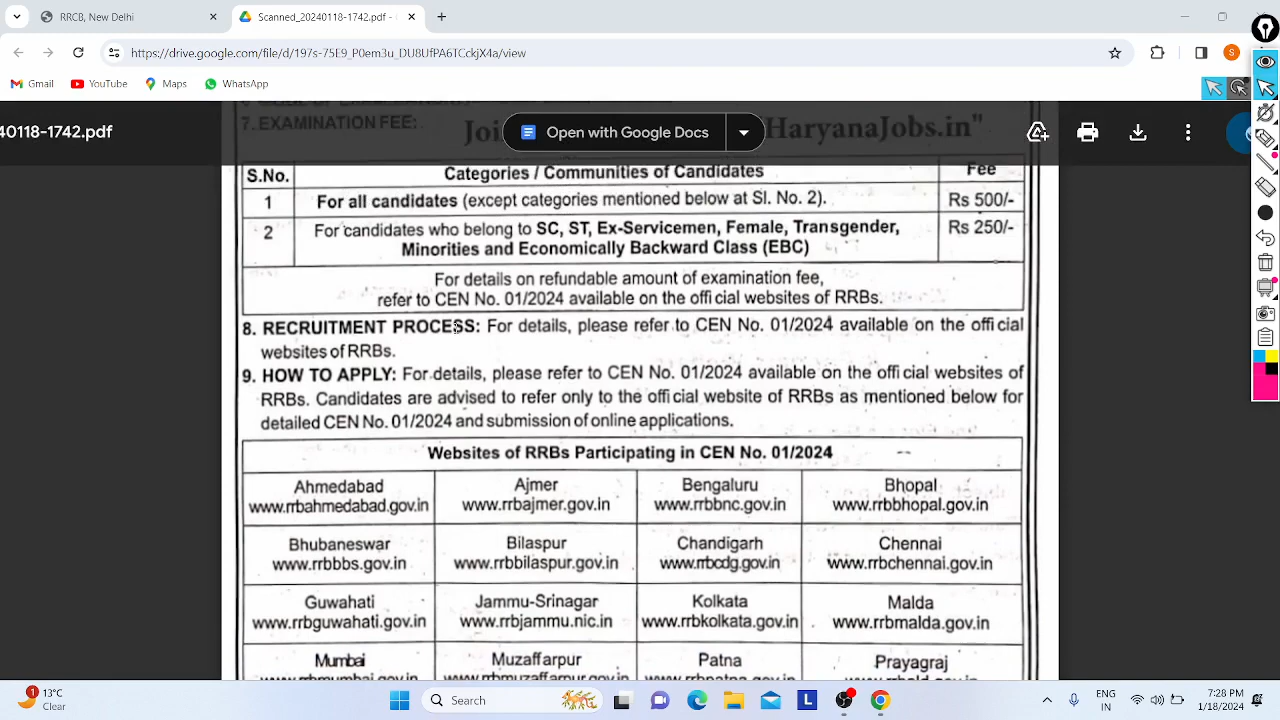 RRCB, New Delhi
Scanned_20240118-1742.pdf - (
https://drive.google.com/file/d/197s-75E9_P0em3u_DU8UfPA6TCckjX4a/view
S
Gmail YouTube Maps WhatsApp
40118-1742.pdf
Open with Google Docs
7. EXAMINATION FEE:
HaryanaJobs.in"
S.No. Categories / Communities of Candidates Fee
1 For all candidates (except categories mentioned below at Sl. No. 2). Rs 500/-
2 For candidates who belong to SC, ST, Ex-Servicemen, Female, Transgender, Rs 250/-
Minorities and Economically Backward Class (EBC)
For details on refundable amount of examination fee,
refer to CEN No. 01/2024 available on the official websites of RRBs.
8. RECRUITMENT PROCESS: For details, please refer to CEN No. 01/2024 available on the official
websites of RRBs.
9. HOW TO APPLY: For details, please refer to CEN No. 01/2024 available on the official websites of
RRBs. Candidates are advised to refer only to the official website of RRBs as mentioned below for
detailed CEN No. 01/2024 and submission of online applications.
Websites of RRBs Participating in CEN No. 01/2024
Ahmedabad Ajmer Bengaluru Bhopal
www.rrbahmedabad.gov.in www.rrbajmer.gov.in www.rrbbnc.gov.in www.rrbbhopal.gov.in
Bhubaneswar Bilaspur Chandigarh Chennai
www.rrbbbs.gov.in www.rrbbilaspur.gov.in www.rrbcdg.gov.in www.rrbchennai.gov.in
Guwahati Jammu-Srinagar Kolkata Malda
www.rrbguwahati.gov.in www.rrbjammu.nic.in www.rrbkolkata.gov.in www.rrbmalda.gov.in
Mumbai Muzaffarpur Patna Prayagraj
1 13°C
Clear
Search
L
ENG
IN
7:28 PM
1/18/2024